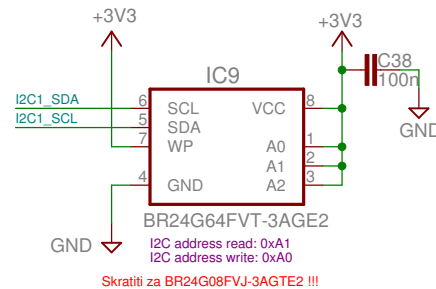 +3V3
+3V3
IC9
C38
100n
I2C1_SDA
I2C1_SCL
6
5
7
4
SCL
SDA
WP
GND
VCC
A0
A1
A2
8
1
2
3
GND
GND
BR24G64FVT-3AGE2
I2C address read: 0xA1
I2C address write: 0xA0
Skratiti za BR24G08FVJ-3AGTE2 !!!